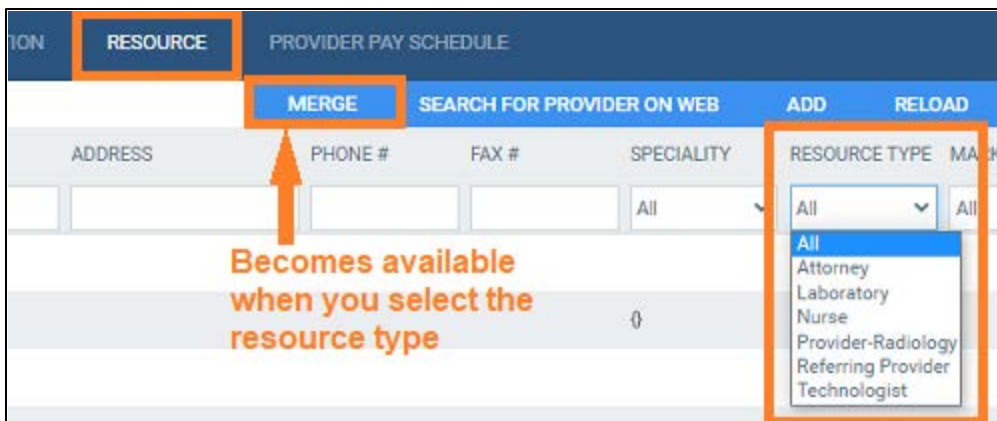 TION RESOURCE PROVIDER PAY SCHEDULE
MERGE SEARCH FOR PROVIDER ON WEB ADD RELOAD
ADDRESS PHONE # FAX # SPECIALITY RESOURCE TYPE MARK
All All All
All
Attorney
Laboratory
Nurse
Provider-Radiology
Referring Provider
Technologist
Becomes available
when you select the
resource type
{}